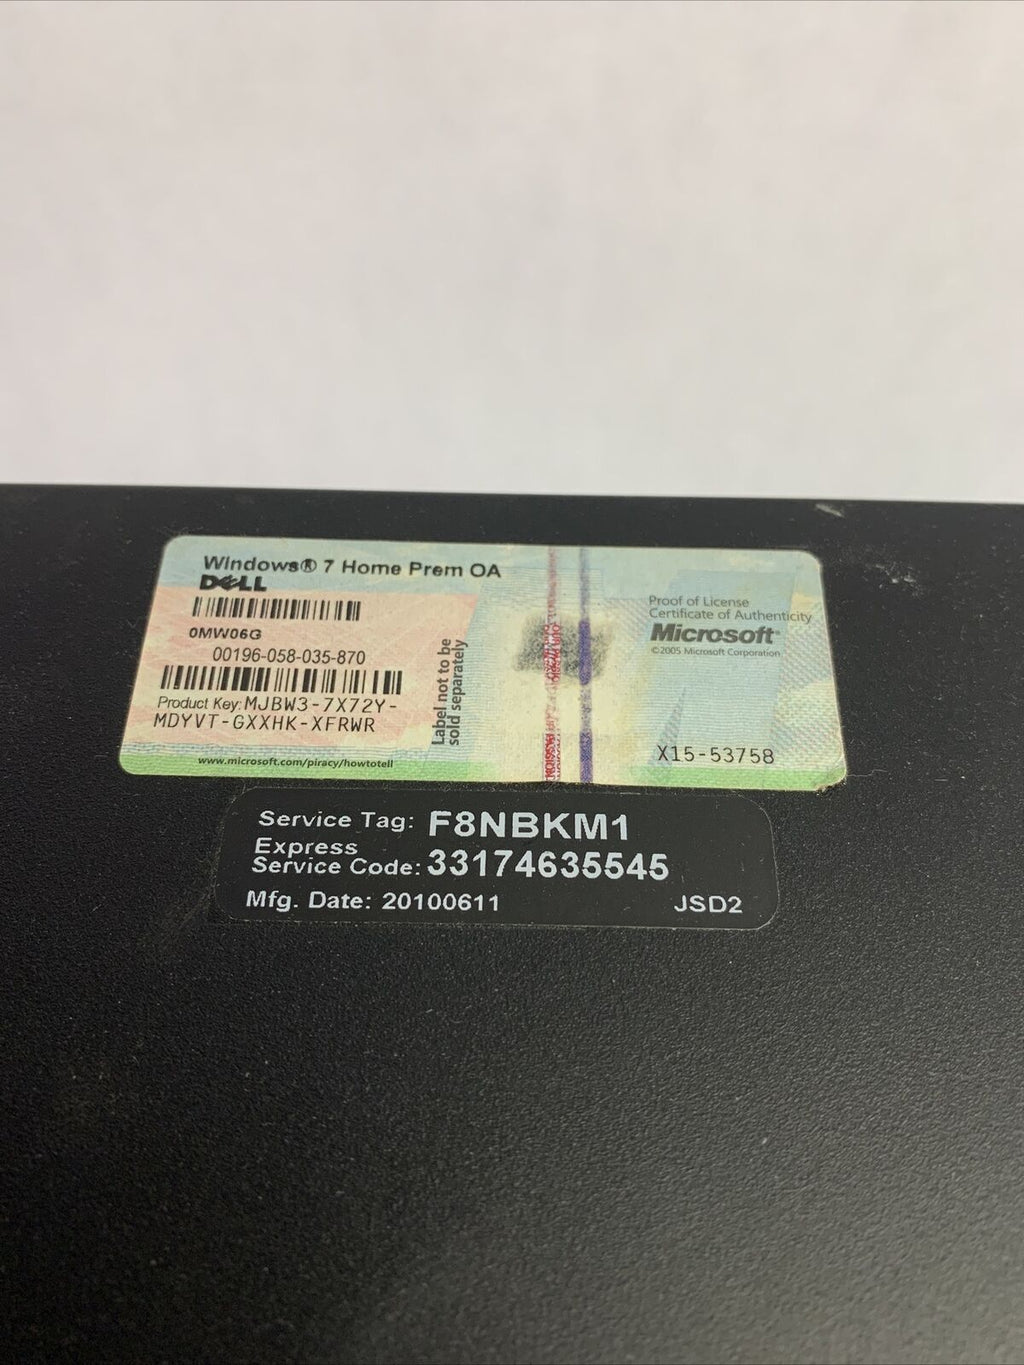 Windows® 7 Home Prem OA
DELL
0MW06G
00196-058-035-870
Product Key: MJBW3-7X72Y-
MDYVT-GXXHK-XFRWR
www.microsoft.com/piracy/howtotell
Label not to be
sold separately
Proof of License
Certificate of Authenticity
Microsoft®
©2005 Microsoft Corporation
X15-53758
Service Tag: F8NBKM1
Express
Service Code: 33174635545
Mfg. Date: 20100611 JSD2